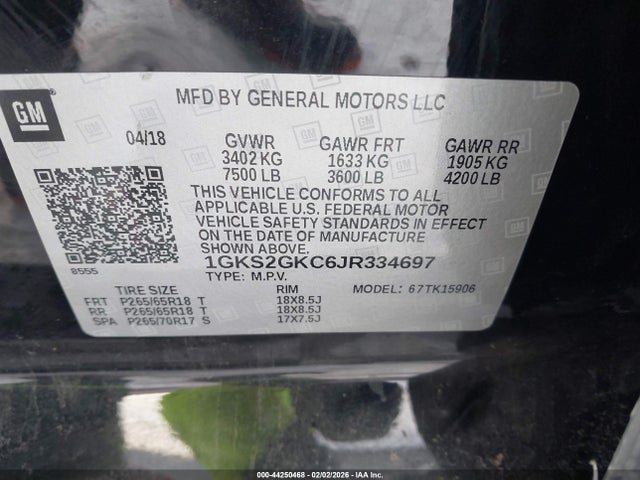 GM
MFD BY GENERAL MOTORS LLC
04/18 GVWR GAWR FRT GAWR RR
3402 KG 1633 KG 1905 KG
7500 LB 3600 LB 4200 LB
THIS VEHICLE CONFORMS TO ALL
APPLICABLE U.S. FEDERAL MOTOR
VEHICLE SAFETY STANDARDS IN EFFECT
ON THE DATE OF MANUFACTURE
SHOWN ABOVE.
8555 1GKS2GKC6JR334697
TYPE: M.P.V.
TIRE SIZE RIM MODEL: 67TK15906
FRT P265/65R18 T 18X8.5J
RR P265/65R18 T 18X8.5J
SPA P265/70R17 S 17X7.5J
000-44250468 - 02/02/2026 - IAA Inc.